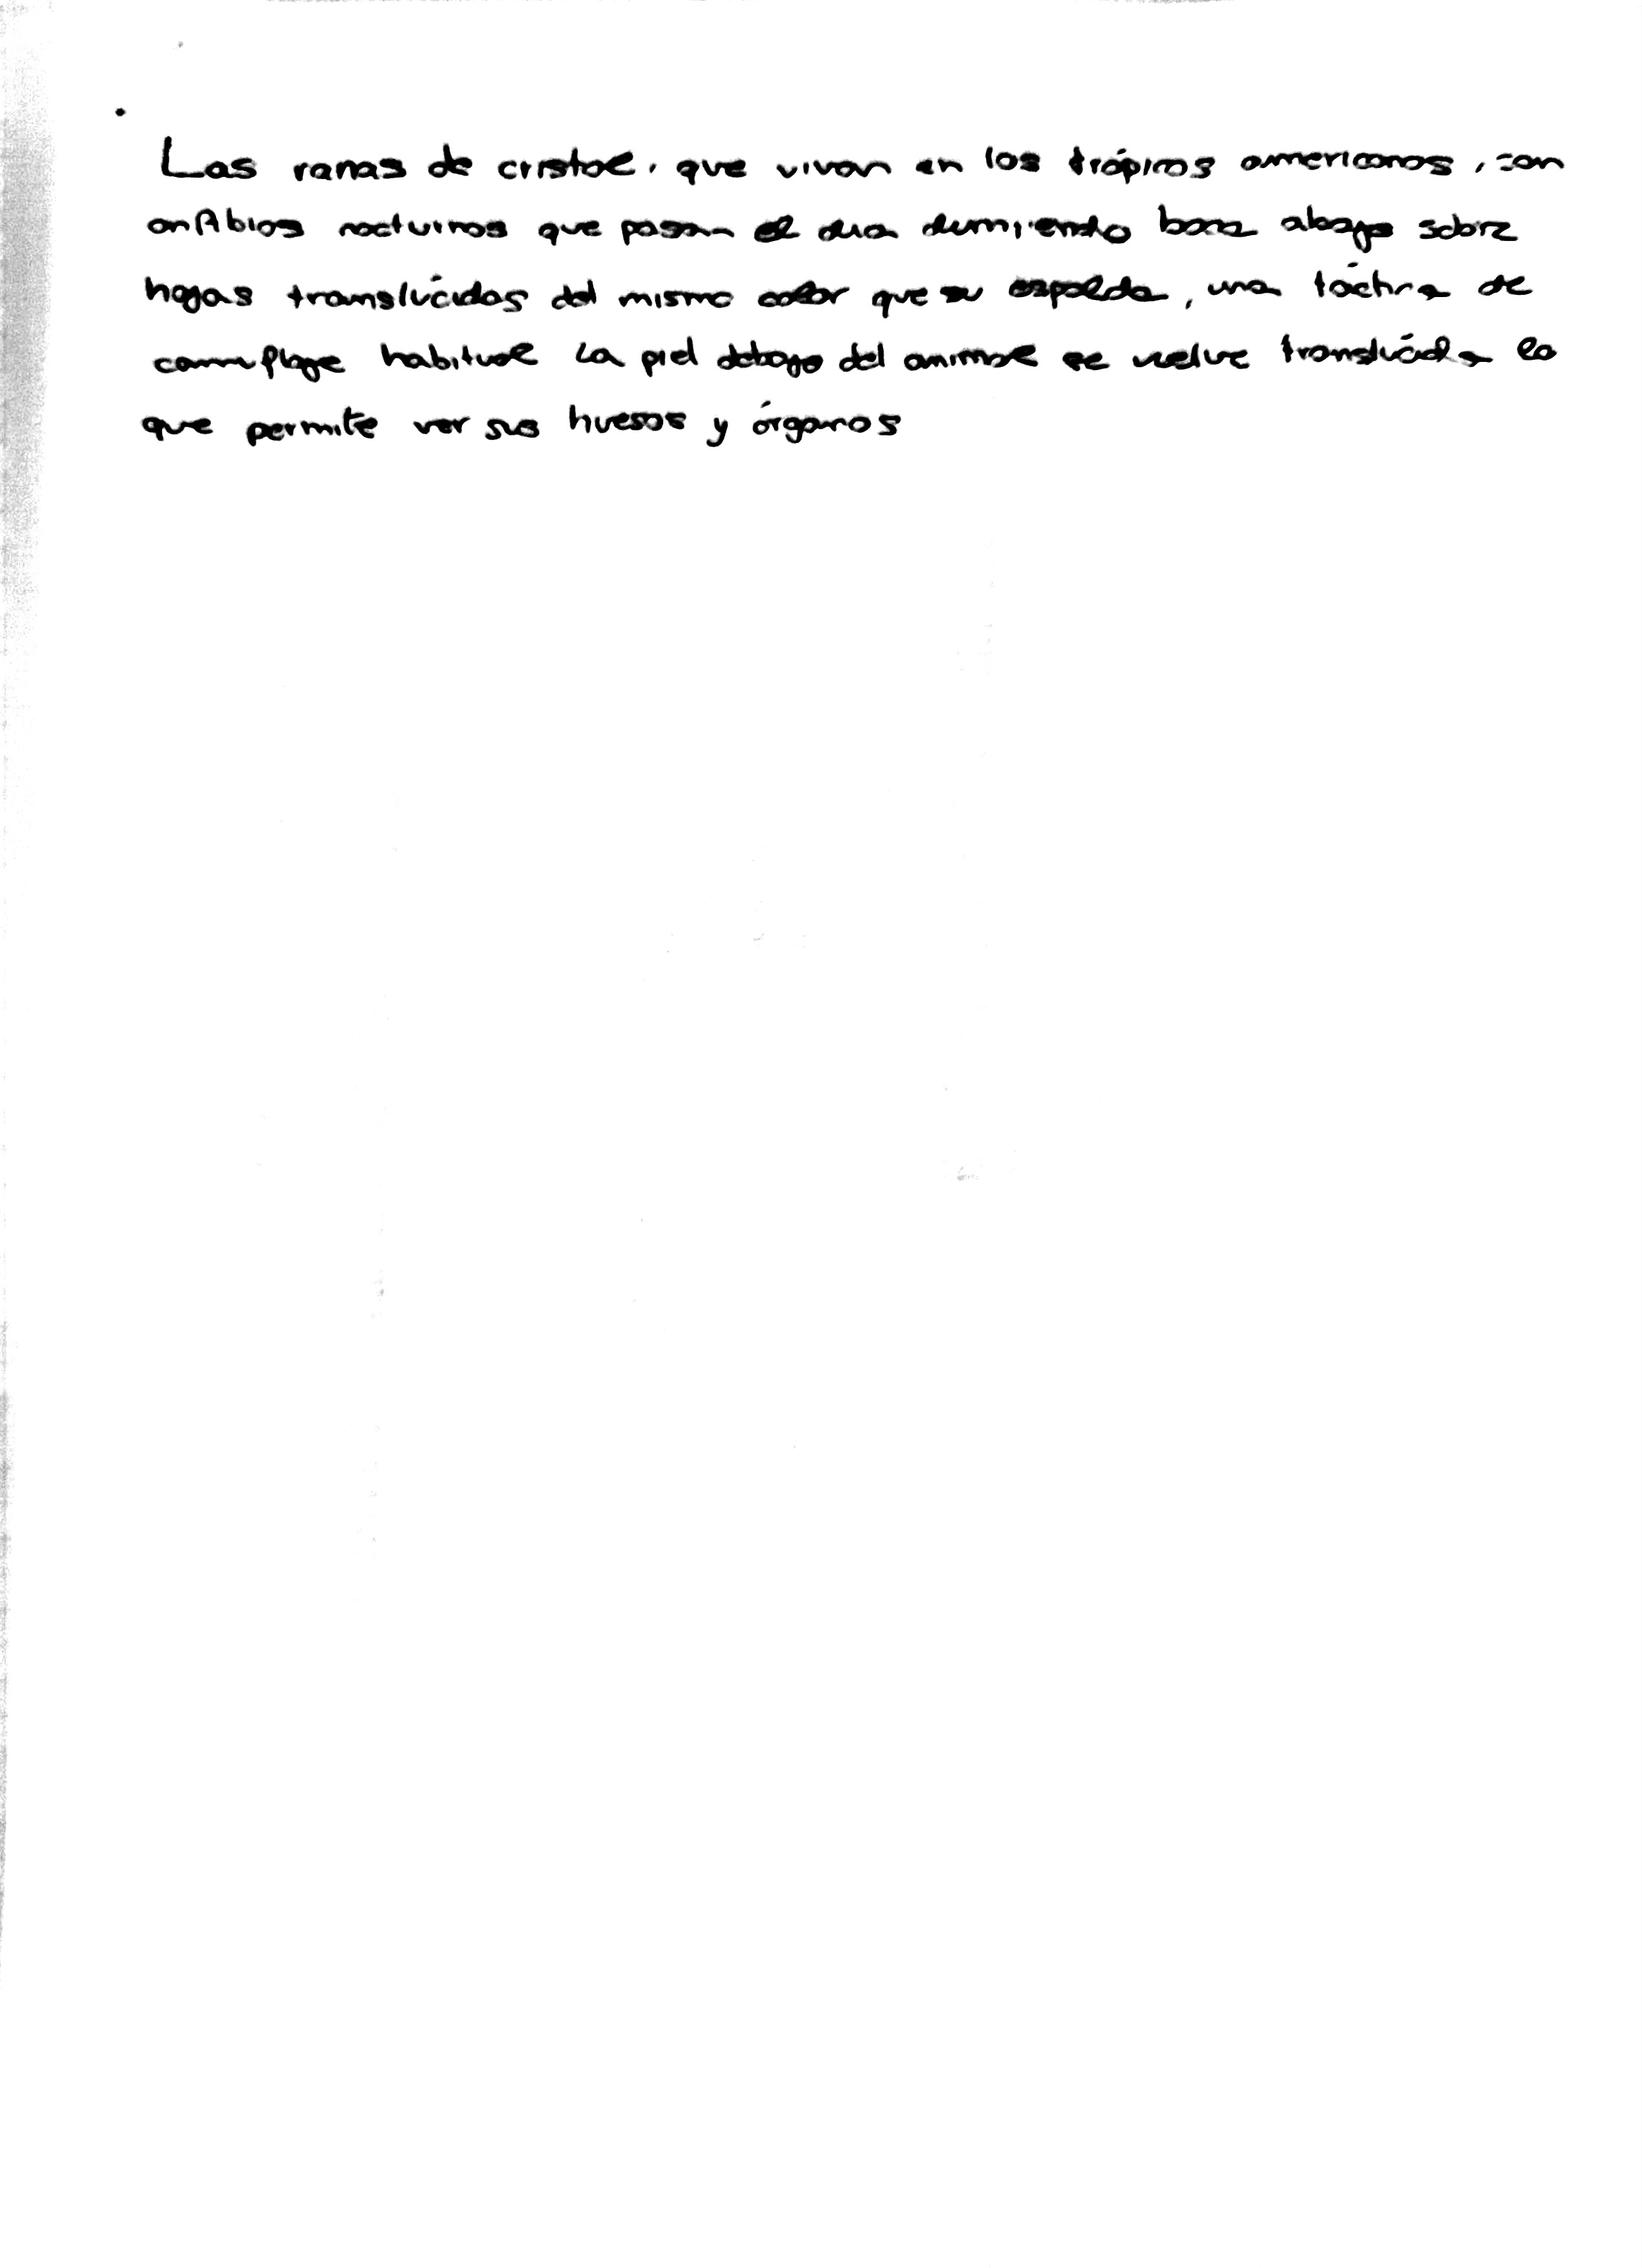 Las ranas de cristal, que viven en los trópicos americanos, son
anfibios nocturnos que pasan el dia durmiendo boca abajo sobre
hojas translúcidas del mismo color que su espalda, una táctica de
camuflaje habitual La piel debajo del animal se vuelve translúcida lo
que permite ver sus huesos y órganos